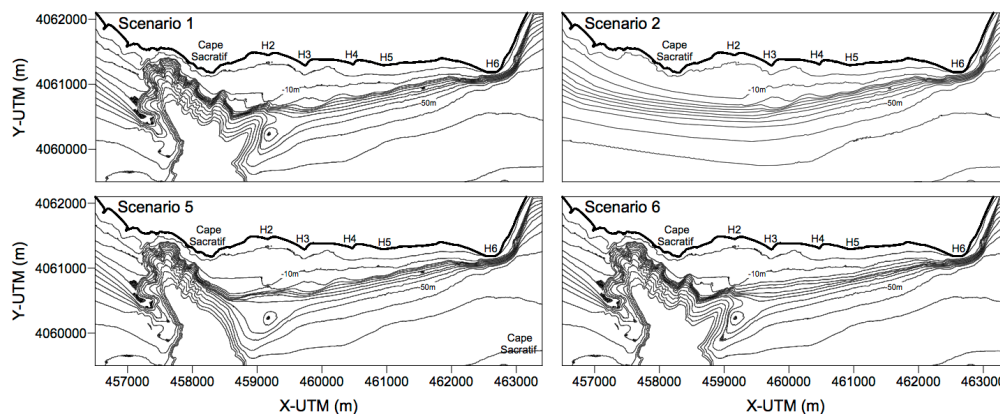 Scenario 1
Scenario 2
4062000
4061000
4060000
Y-UTM (m)
Cape
Sacratif
H2
H3
H4
H5
H6
-10m
-50m
Cape
Sacratif
H2
H3
H4
H5
H6
-10m
-50m
Scenario 5
Scenario 6
4062000
4061000
4060000
Y-UTM (m)
Cape
Sacratif
H2
H3
H4
H5
H6
-10m
-50m
Cape
Sacratif
Cape
Sacratif
H2
H3
H4
H5
H6
-10m
-50m
457000 458000 459000 460000 461000 462000 463000
457000 458000 459000 460000 461000 462000 463000
X-UTM (m)
X-UTM (m)